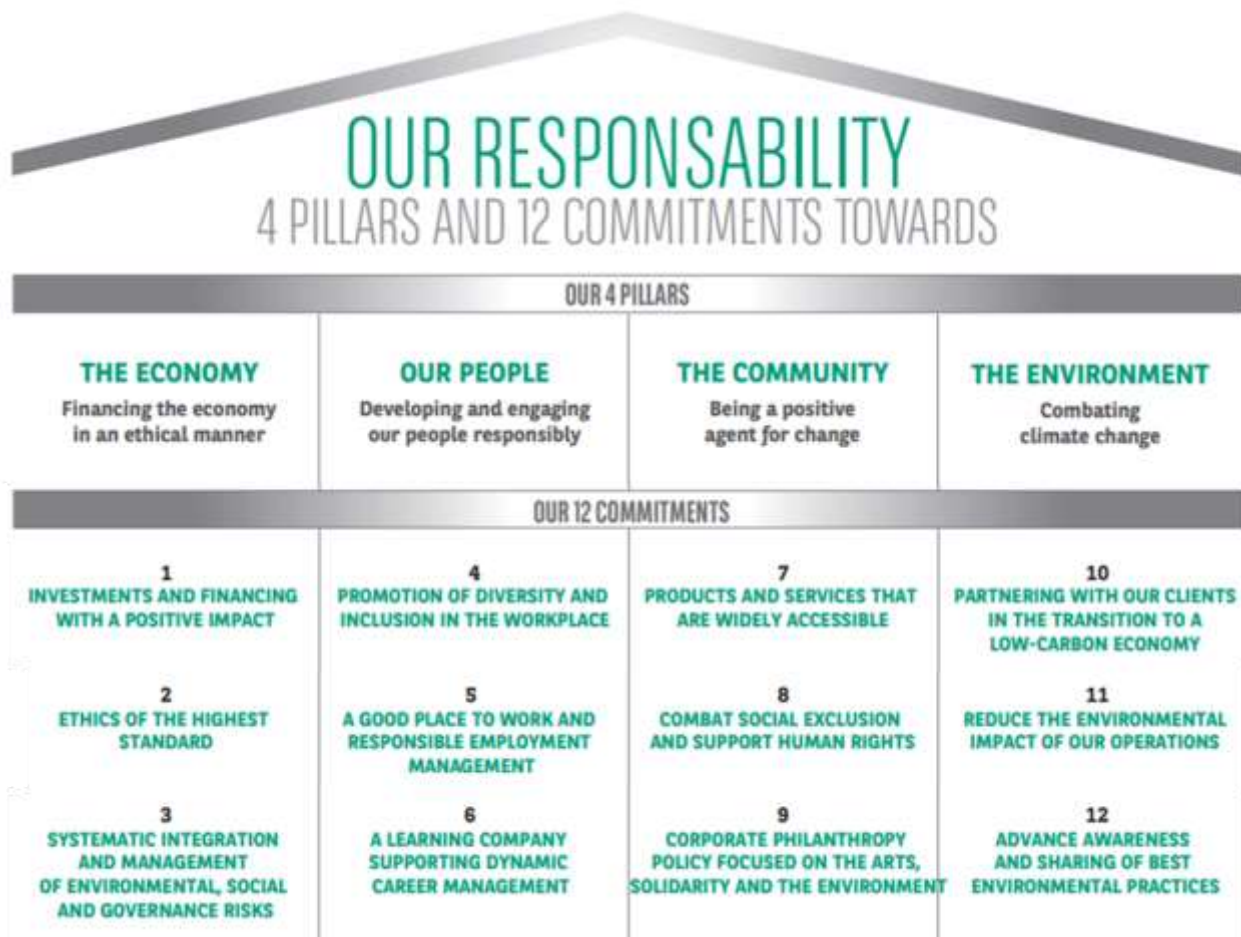 OUR RESPONSABILITY
4 PILLARS AND 12 COMMITMENTS TOWARDS
OUR 4 PILLARS
THE ECONOMY
Financing the economy
in an ethical manner
OUR PEOPLE
Developing and engaging
our people responsibly
THE COMMUNITY
Being a positive
agent for change
THE ENVIRONMENT
Combating
climate change
OUR 12 COMMITMENTS
1
INVESTMENTS AND FINANCING
WITH A POSITIVE IMPACT
2
ETHICS OF THE HIGHEST
STANDARD
3
SYSTEMATIC INTEGRATION
AND MANAGEMENT
OF ENVIRONMENTAL, SOCIAL
AND GOVERNANCE RISKS
4
PROMOTION OF DIVERSITY AND
INCLUSION IN THE WORKPLACE
5
A GOOD PLACE TO WORK AND
RESPONSIBLE EMPLOYMENT
MANAGEMENT
6
A LEARNING COMPANY
SUPPORTING DYNAMIC
CAREER MANAGEMENT
7
PRODUCTS AND SERVICES THAT
ARE WIDELY ACCESSIBLE
8
COMBAT SOCIAL EXCLUSION
AND SUPPORT HUMAN RIGHTS
9
CORPORATE PHILANTHROPY
POLICY FOCUSED ON THE ARTS,
SOLIDARITY AND THE ENVIRONMENT
10
PARTNERING WITH OUR CLIENTS
IN THE TRANSITION TO A
LOW-CARBON ECONOMY
11
REDUCE THE ENVIRONMENTAL
IMPACT OF OUR OPERATIONS
12
ADVANCE AWARENESS
AND SHARING OF BEST
ENVIRONMENTAL PRACTICES